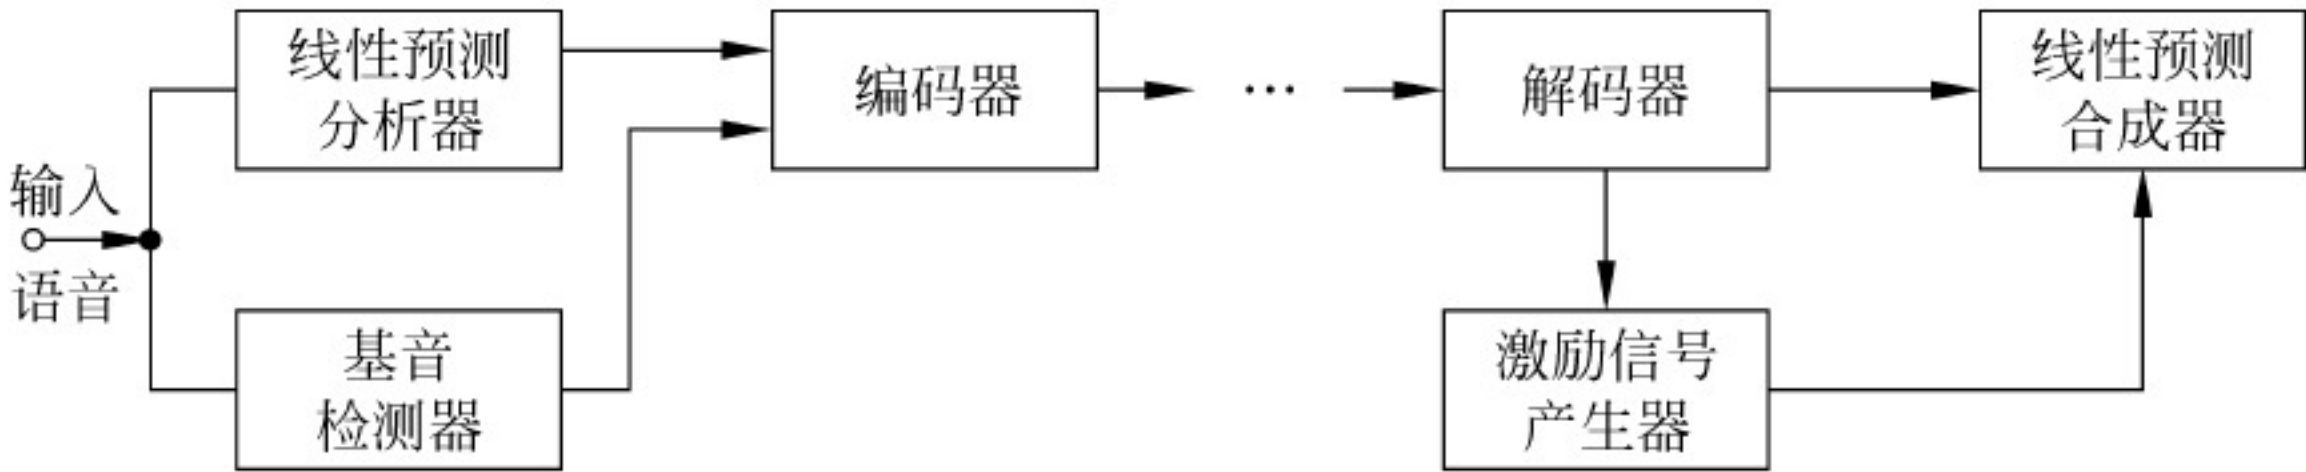 线性预测
分析器
编码器
…
解码器
线性预测
合成器
输入
语音
基音
检测器
激励信号
产生器